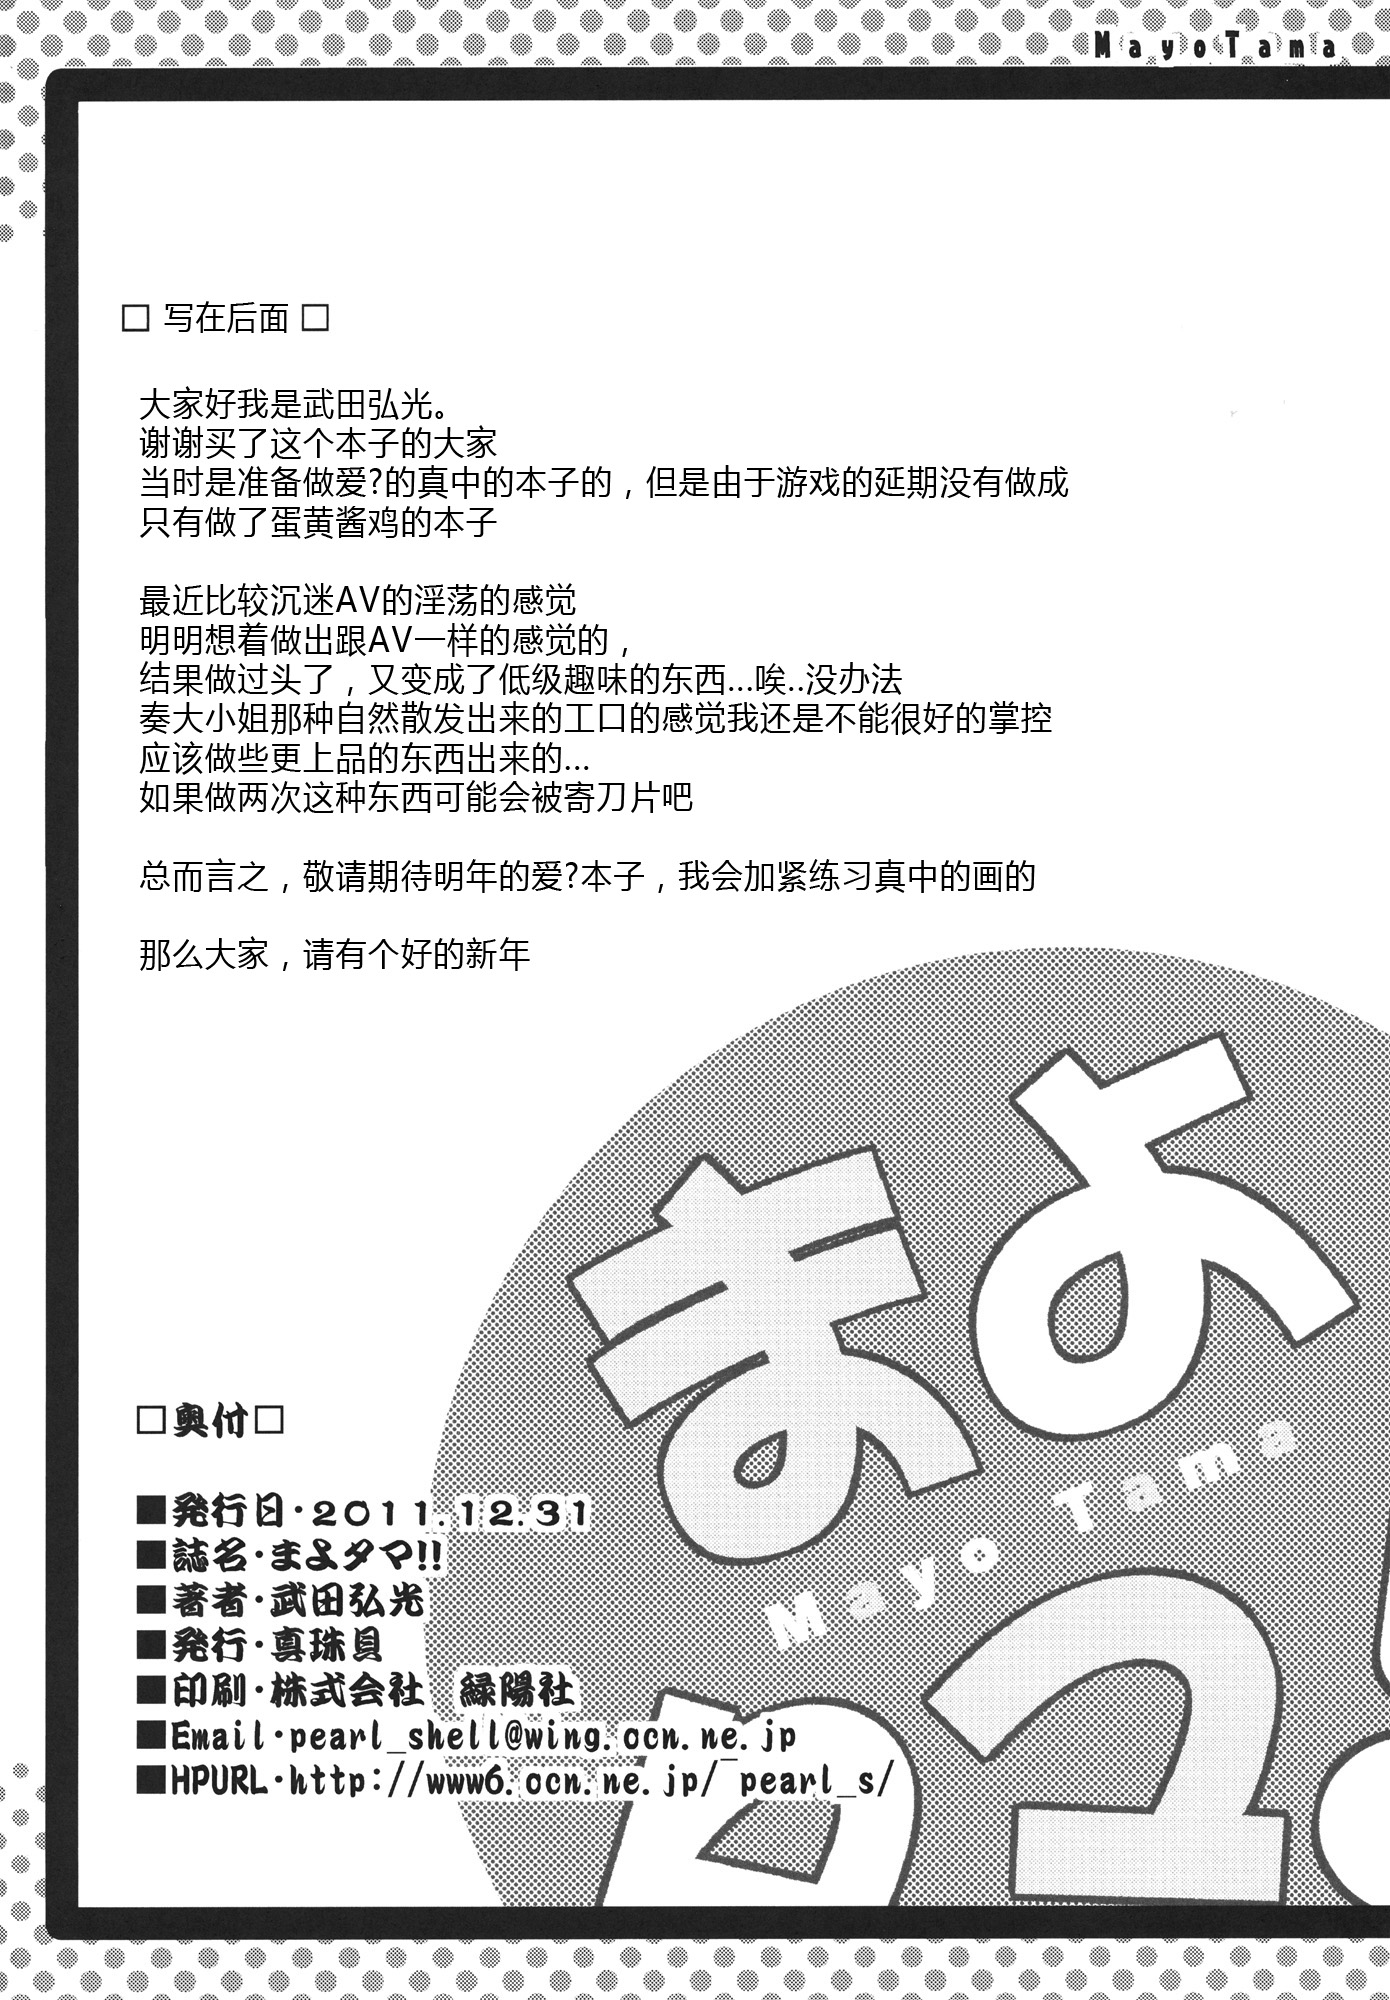 MayoTama
□ 写在后面 □
大家好我是武田弘光。
谢谢买了这个本子的大家
当时是准备做爱?的真中的本子的，但是由于游戏的延期没有做成
只有做了蛋黄酱鸡的本子
最近比较沉迷AV的淫荡的感觉
明明想着做出跟AV一样的感觉的，
结果做过头了，又变成了低级趣味的东西...唉..没办法
奏大小姐那种自然散发出来的工口的感觉我还是不能很好的掌控
应该做些更上品的东西出来的...
如果做两次这种东西可能会被寄刀片吧
总而言之，敬请期待明年的爱?本子，我会加紧练习真中的画的
那么大家，请有个好的新年
まよ
Mayo Tama
タマ
□奥付□
■発行日·2011.12.31
■誌名·まよタマ!!
■著者·武田弘光
■発行·真珠貝
■印刷·株式会社　緑陽社
■Email·pearl_shell@wing.ocn.ne.jp
■HPURL·http://www6.ocn.ne.jp/~pearl_s/